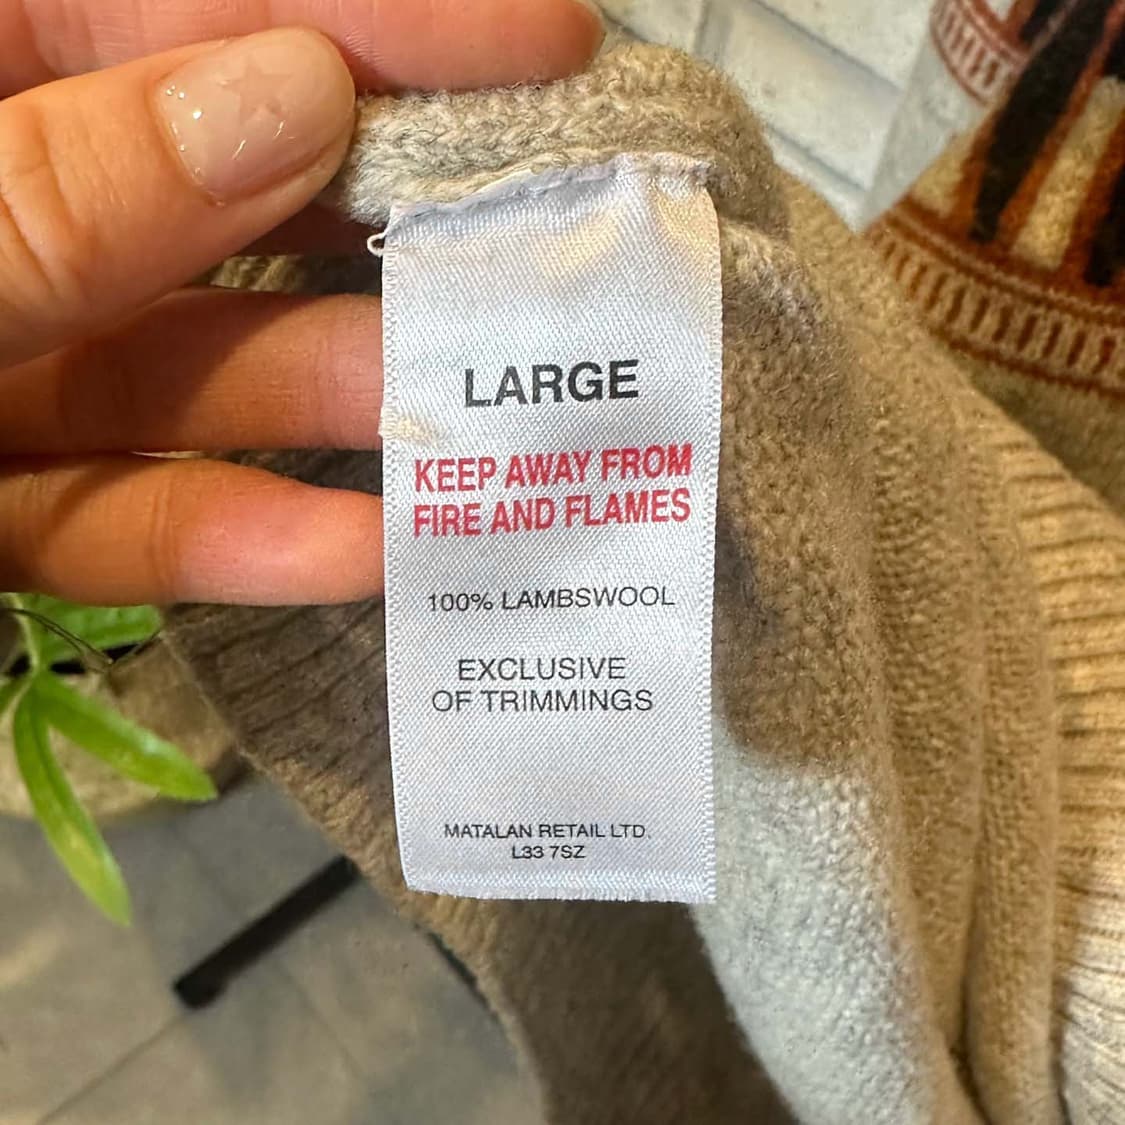 LARGE
KEEP AWAY FROM
FIRE AND FLAMES
100% LAMBSWOOL
EXCLUSIVE
OF TRIMMINGS
MATALAN RETAIL LTD.
L33 7SZ